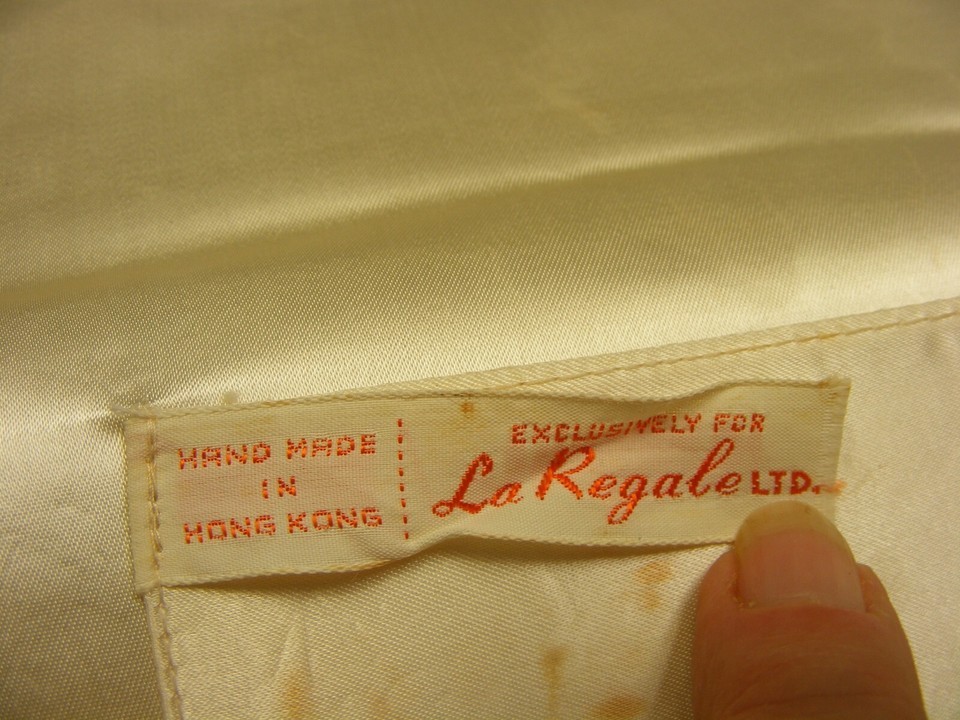 HAND MADE
IN
HONG KONG
EXCLUSIVELY FOR
La Regale LTD.